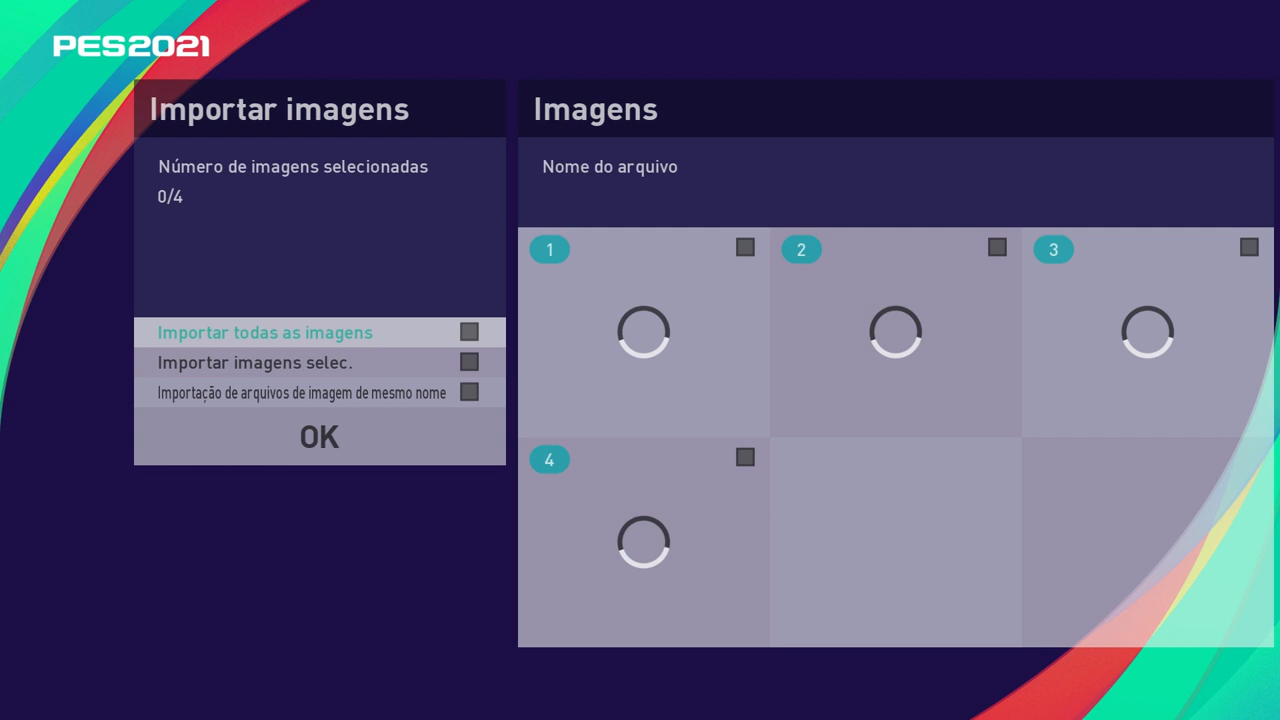 PES2021
Importar imagens
Número de imagens selecionadas
0/4
Importar todas as imagens
Importar imagens selec.
Importação de arquivos de imagem de mesmo nome
OK
Imagens
Nome do arquivo
1
2
3
4